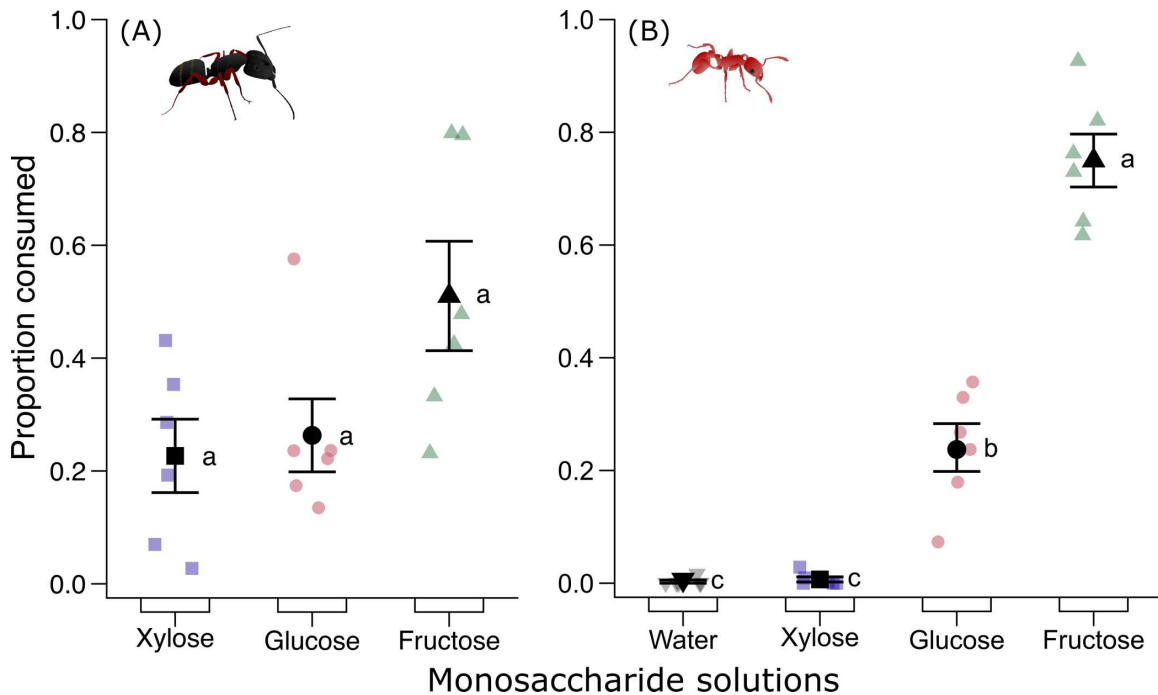 (A)
(B)
Proportion consumed
1.0
0.8
0.6
0.4
0.2
0.0
a
a
a
Xylose
Glucose
Fructose
1.0
0.8
0.6
0.4
0.2
0.0
c
c
b
a
Water
Xylose
Glucose
Fructose
Monosaccharide solutions